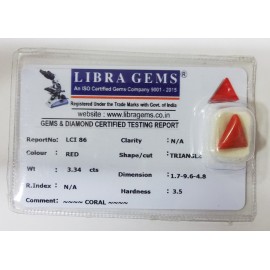 LIBRA GEMS
An ISO Certified Gems Company 9001 - 2015
Registered Under the Trade Marks with Govt. of India
website : www.libragems.co.in
GEMS & DIAMOND CERTIFIED TESTING REPORT
ReportNo: LCI 86 Clarity : N/A
Colour : RED Shape/cut : TRIANGL
Wt : 3.34 cts Dimension : 1.7-9.6-4.8
R.Index : N/A Hardness : 3.5
Comment : ~~~~ CORAL ~~~~